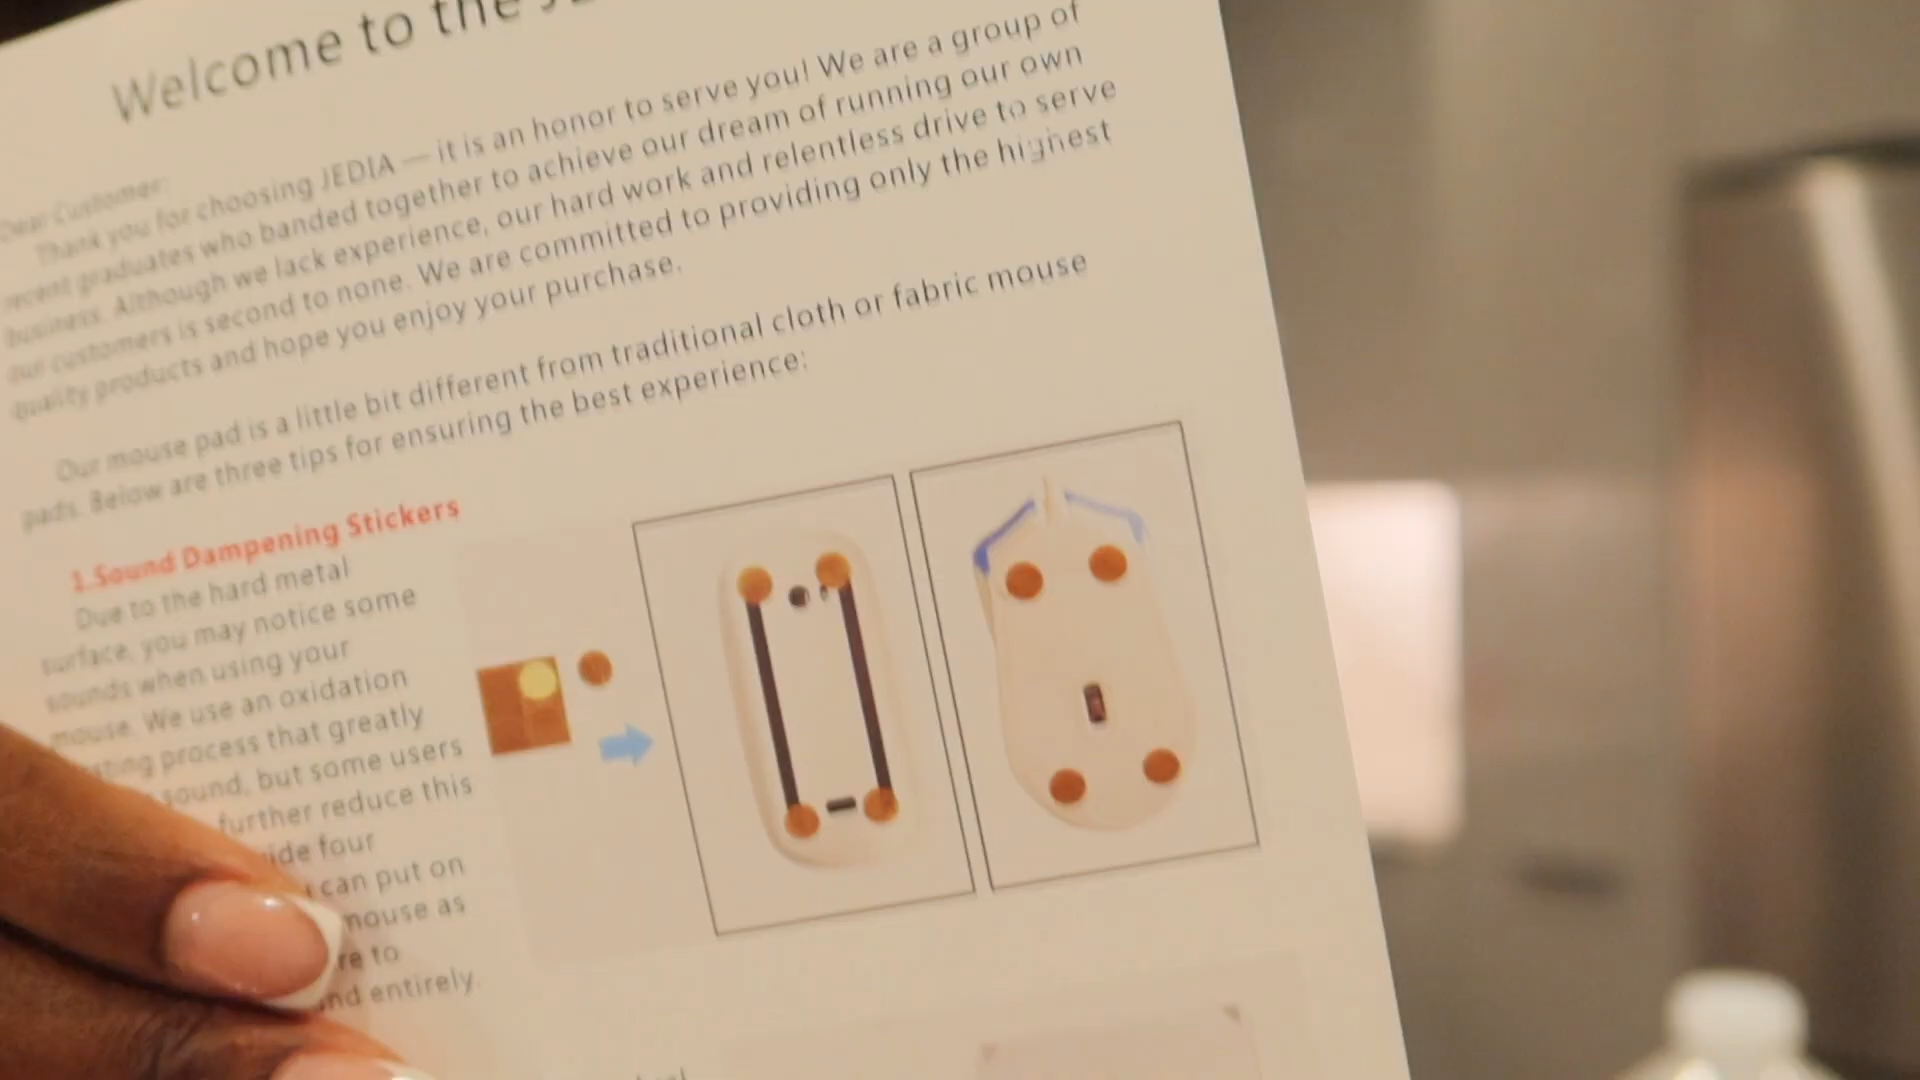 Welcome to the
Dear Customer:
Thank you for choosing JEDIA — it is an honor to serve you! We are a group of
recent graduates who banded together to achieve our dream of running our own
business. Although we lack experience, our hard work and relentless drive to serve
our customers is second to none. We are committed to providing only the highest
quality products and hope you enjoy your purchase.
Our mouse pad is a little bit different from traditional cloth or fabric mouse
pads. Below are three tips for ensuring the best experience:
1.Sound Dampening Stickers
Due to the hard metal
surface, you may notice some
sounds when using your
mouse. We use an oxidation
process that greatly
sound, but some users
further reduce this
four
can put on
mouse as
to
entirely.